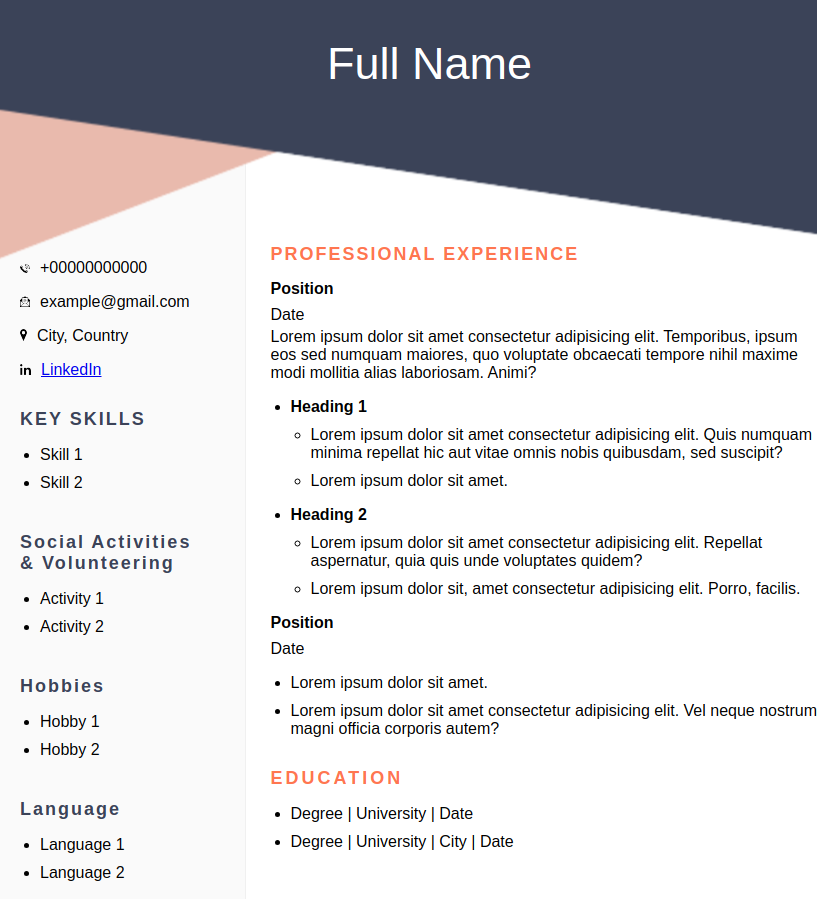 Full Name
+00000000000
example@gmail.com
City, Country
LinkedIn
KEY SKILLS
Skill 1
Skill 2
Social Activities
& Volunteering
Activity 1
Activity 2
Hobbies
Hobby 1
Hobby 2
Language
Language 1
Language 2
PROFESSIONAL EXPERIENCE
Position
Date
Lorem ipsum dolor sit amet consectetur adipisicing elit. Temporibus, ipsum
eos sed numquam maiores, quo voluptate obcaecati tempore nihil maxime
modi mollitia alias laboriosam. Animi?
Heading 1
Lorem ipsum dolor sit amet consectetur adipisicing elit. Quis numquam
minima repellat hic aut vitae omnis nobis quibusdam, sed suscipit?
Lorem ipsum dolor sit amet.
Heading 2
Lorem ipsum dolor sit amet consectetur adipisicing elit. Repellat
aspernatur, quia quis unde voluptates quidem?
Lorem ipsum dolor sit, amet consectetur adipisicing elit. Porro, facilis.
Position
Date
Lorem ipsum dolor sit amet.
Lorem ipsum dolor sit amet consectetur adipisicing elit. Vel neque nostrum
magni officia corporis autem?
EDUCATION
Degree | University | Date
Degree | University | City | Date